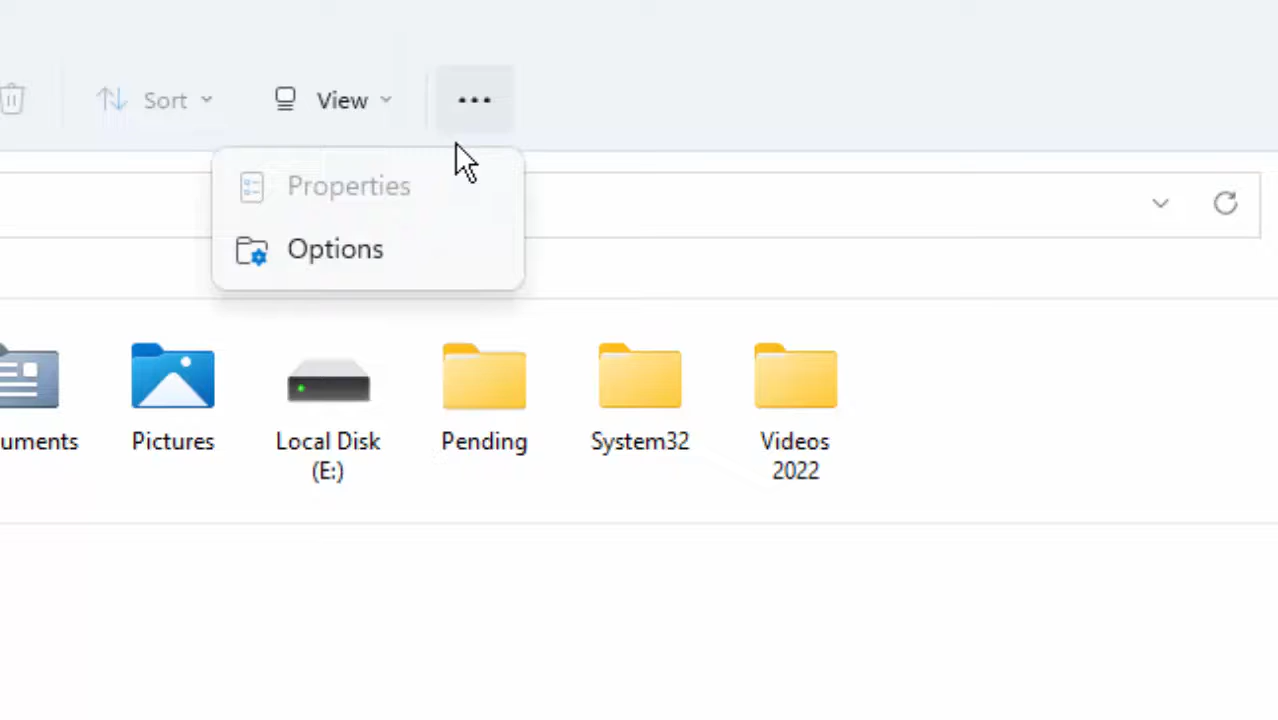 Sort
View
Properties
Options
uments
Pictures
Local Disk
(E:)
Pending
System32
Videos
2022